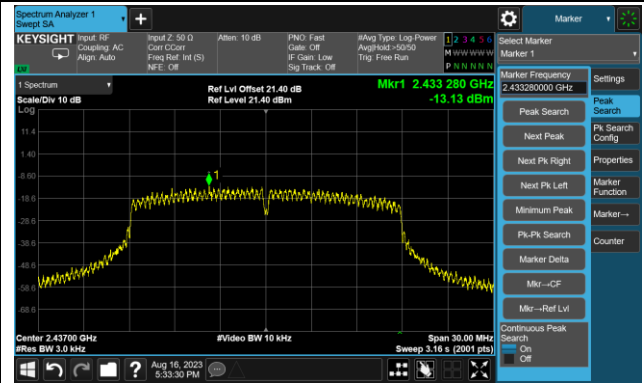 Spectrum Analyzer 1
Swept SA
+
Marker
KEYSIGHT
Input: RF
Coupling: AC
Align: Auto
Input Z: 50 Ω
Corr CCorr
Freq Ref: Int (S)
NFE: Off
Atten: 10 dB
PNO: Fast
Gate: Off
IF Gain: Low
Sig Track: Off
#Avg Type: Log-Power
Avg|Hold:>50/50
Trig: Free Run
1 2 3 4 5 6
M W W W W W
P N N N N N
Select Marker
Marker 1
1 Spectrum
Scale/Div 10 dB
Log
Ref Lvl Offset 21.40 dB
Ref Level 21.40 dBm
Mkr1 2.433 280 GHz
-13.13 dBm
11.4
1.40
-8.60
-18.6
-28.6
-38.6
-48.6
-58.6
-68.6
1
Center 2.43700 GHz
#Res BW 3.0 kHz
#Video BW 10 kHz
Span 30.00 MHz
Sweep 3.16 s (2001 pts)
Marker Frequency
2.433280000 GHz
Peak Search
Next Peak
Next Pk Right
Next Pk Left
Minimum Peak
Pk-Pk Search
Marker Delta
Mkr→CF
Mkr→Ref Lvl
Continuous Peak
Search
On
Off
Settings
Peak
Search
Pk Search
Config
Properties
Marker
Function
Marker→
Counter
?
Aug 16, 2023
5:33:30 PM